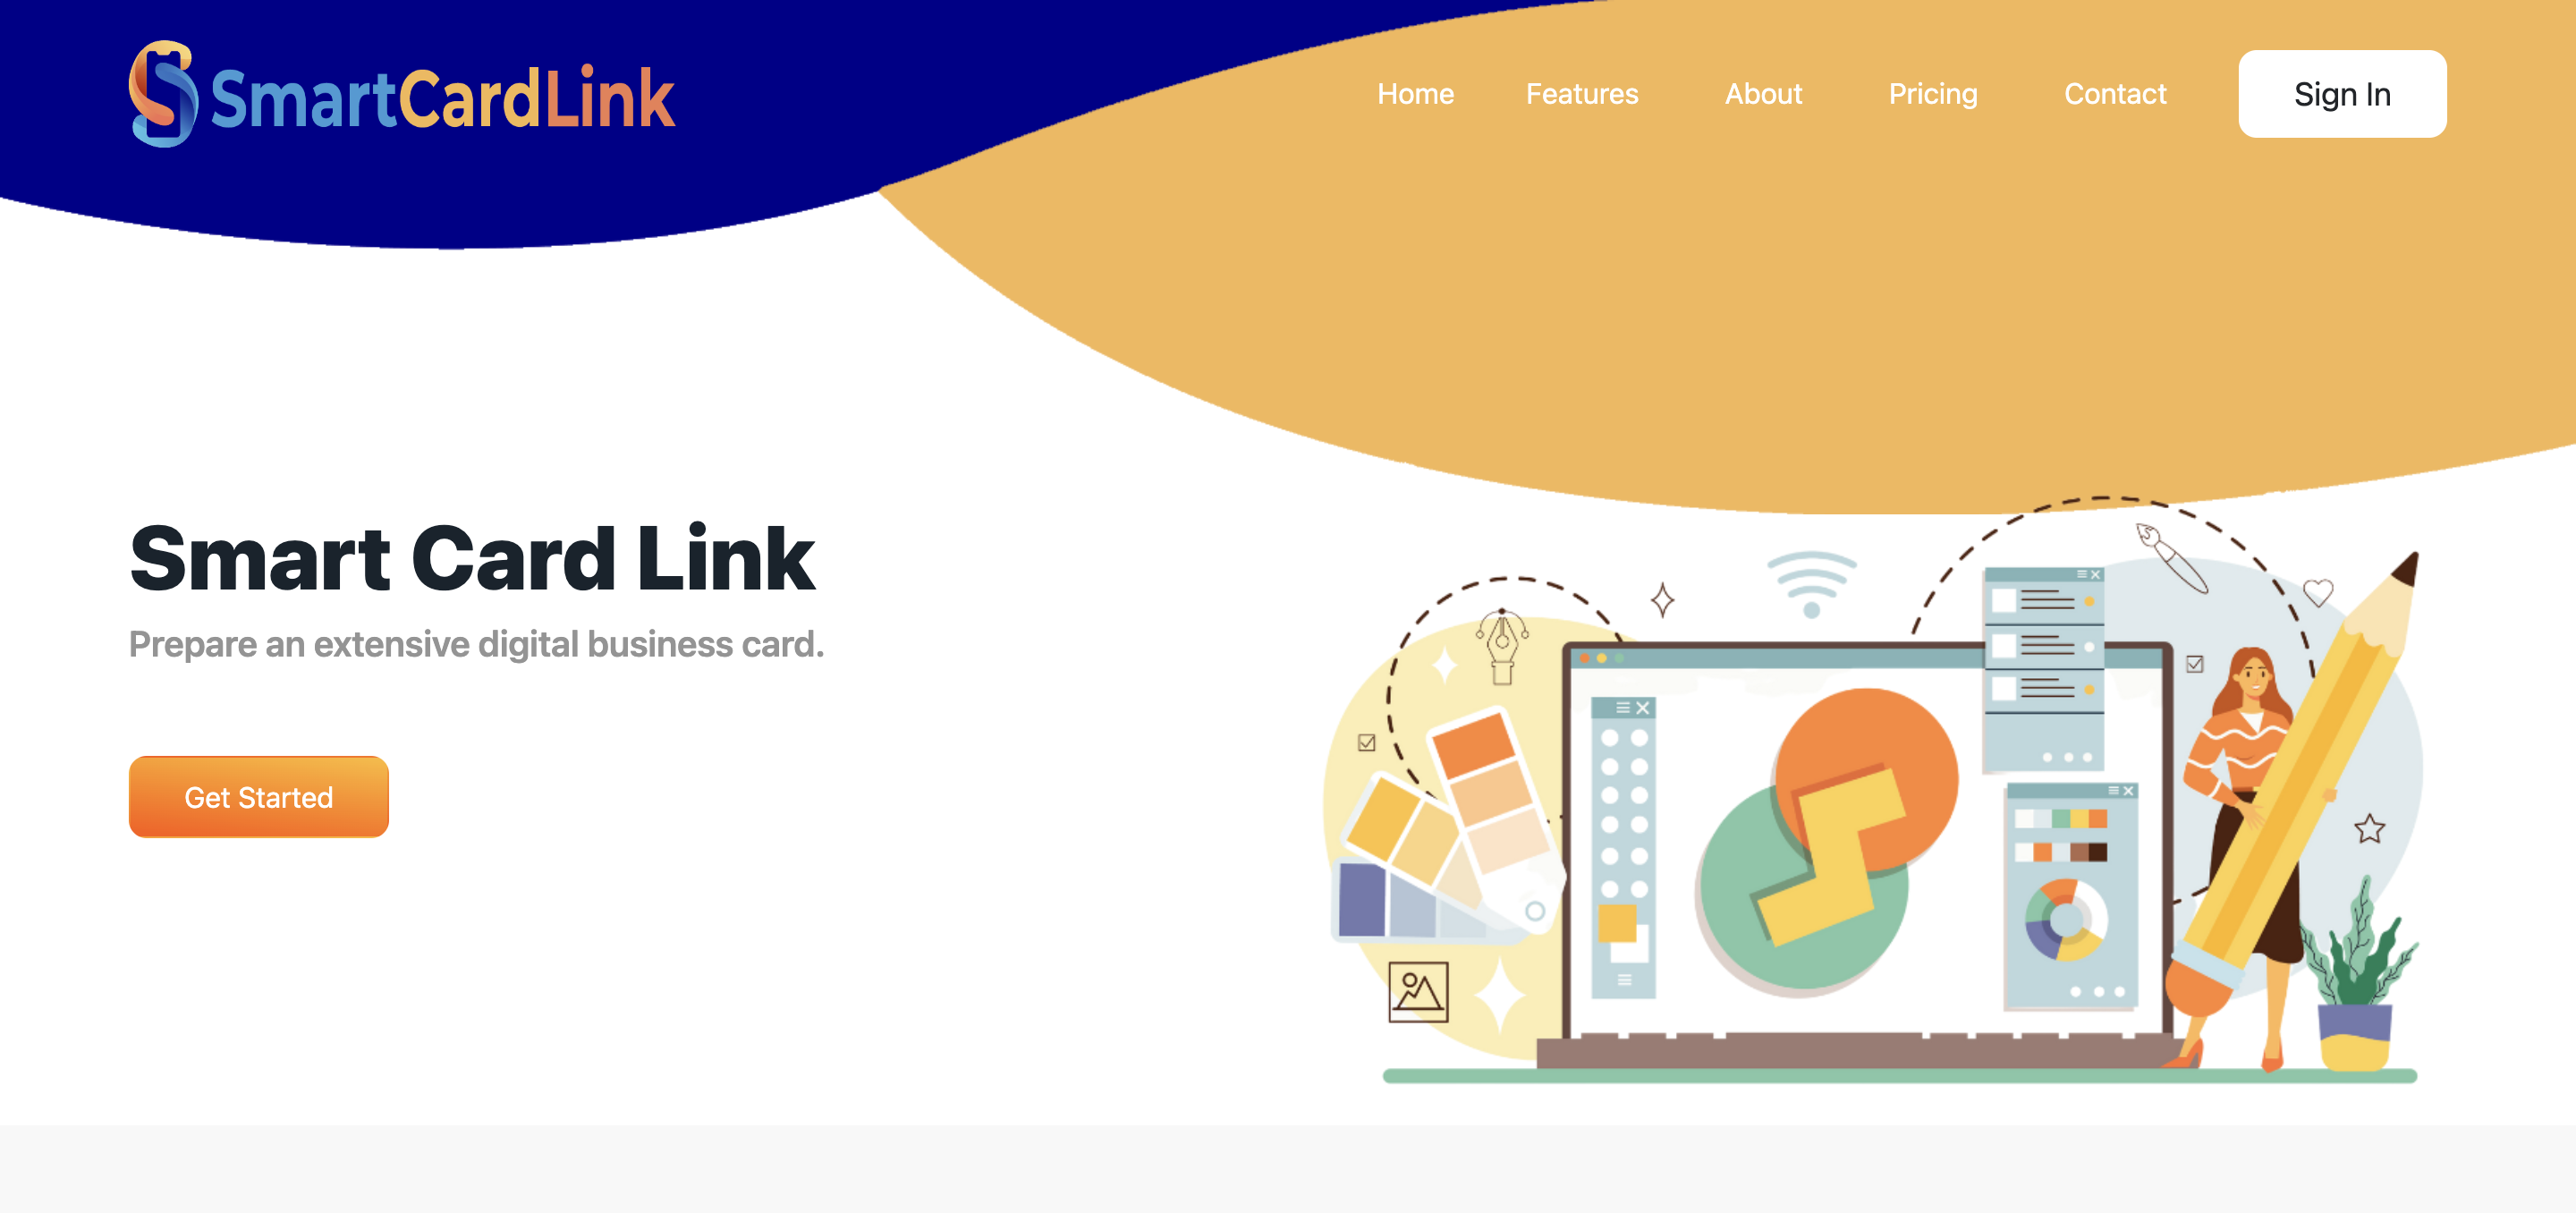 SmartCardLink
Home Features About Pricing Contact Sign In
Smart Card Link
Prepare an extensive digital business card.
Get Started